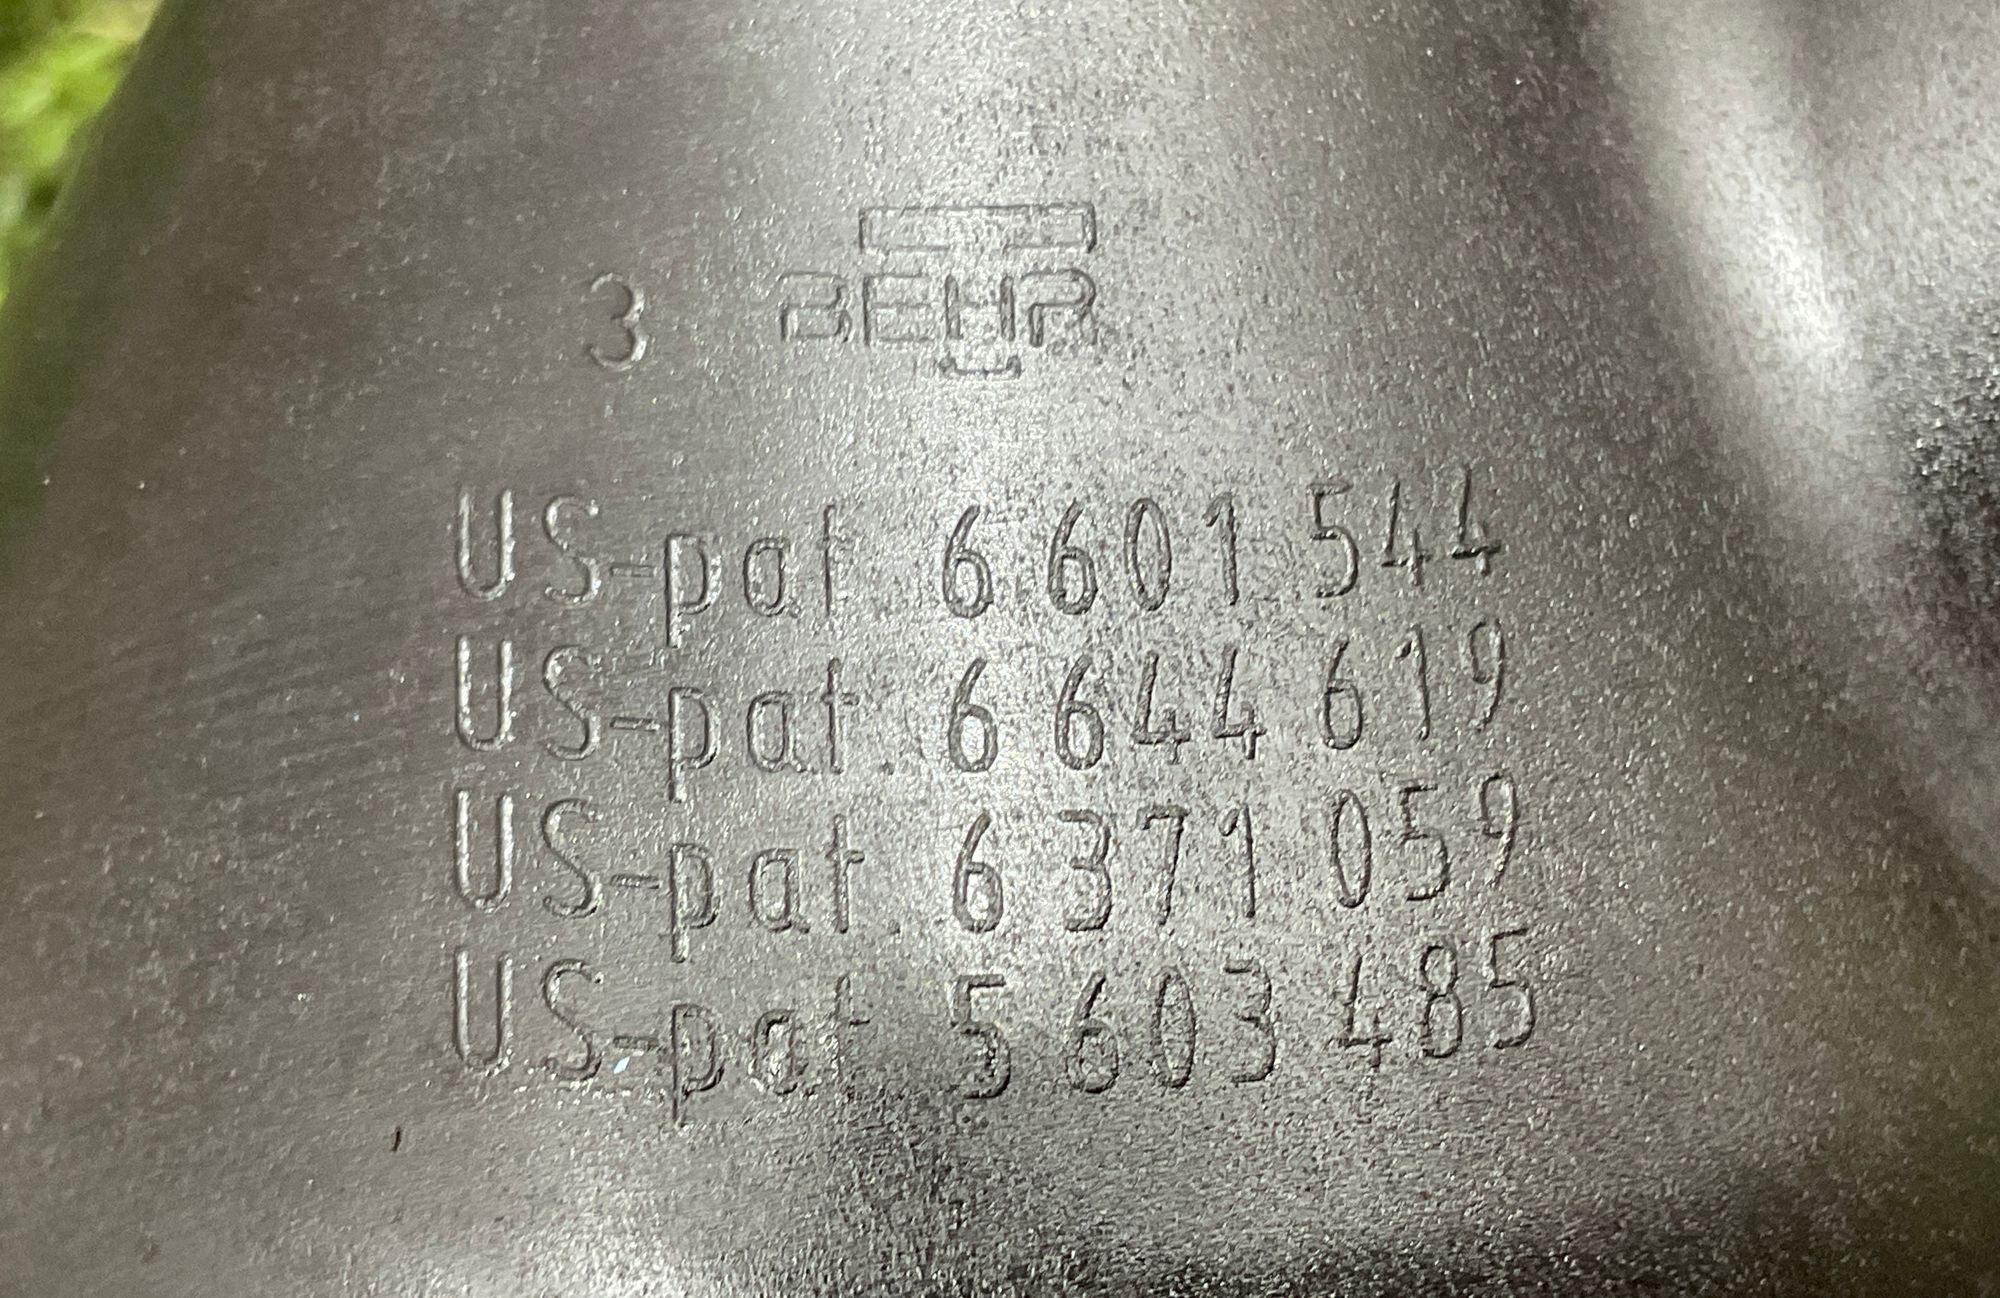 3 BEHR
US-pat. 6 601 544
US-pat. 6 644 619
US-pat. 6 371 059
US-pat 5 603 485